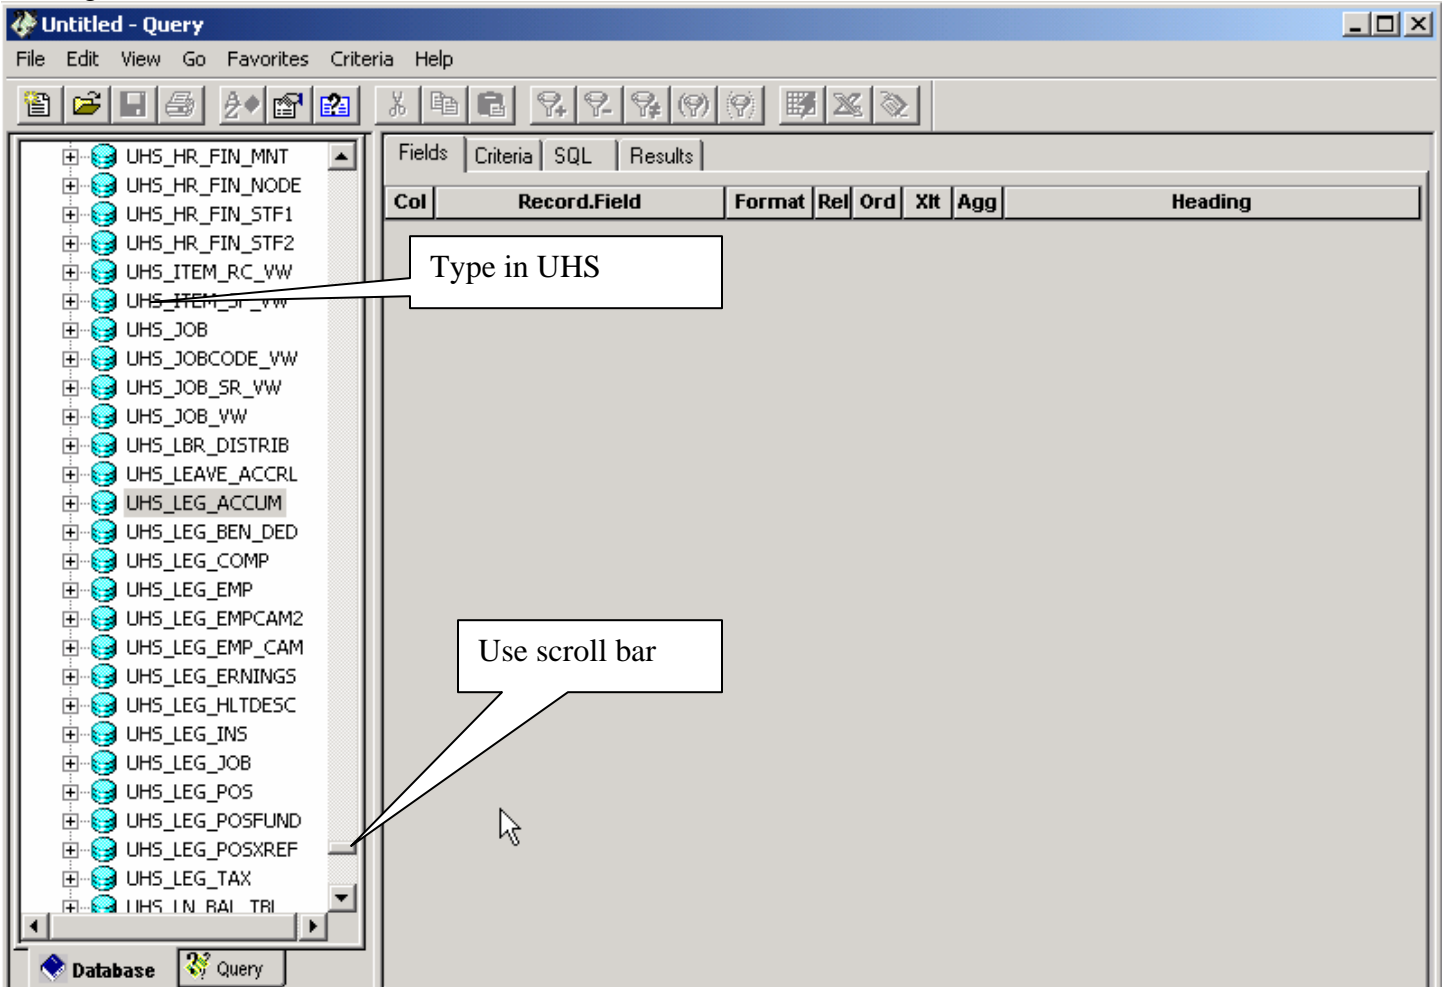 Untitled - Query
File Edit View Go Favorites Criteria Help
Fields Criteria SQL Results
Col Record.Field Format Rel Ord Xlt Agg Heading
UHS_HR_FIN_MNT
UHS_HR_FIN_NODE
UHS_HR_FIN_STF1
UHS_HR_FIN_STF2
UHS_ITEM_RC_VW
UHS_ITEM_SF_VW
UHS_JOB
UHS_JOBCODE_VW
UHS_JOB_SR_VW
UHS_JOB_VW
UHS_LBR_DISTRIB
UHS_LEAVE_ACCRL
UHS_LEG_ACCUM
UHS_LEG_BEN_DED
UHS_LEG_COMP
UHS_LEG_EMP
UHS_LEG_EMPCAM2
UHS_LEG_EMP_CAM
UHS_LEG_ERNINGS
UHS_LEG_HLTDESC
UHS_LEG_INS
UHS_LEG_JOB
UHS_LEG_POS
UHS_LEG_POSFUND
UHS_LEG_POSXREF
UHS_LEG_TAX
UHS_LN_BAL_TBL
Type in UHS
Use scroll bar
Database Query